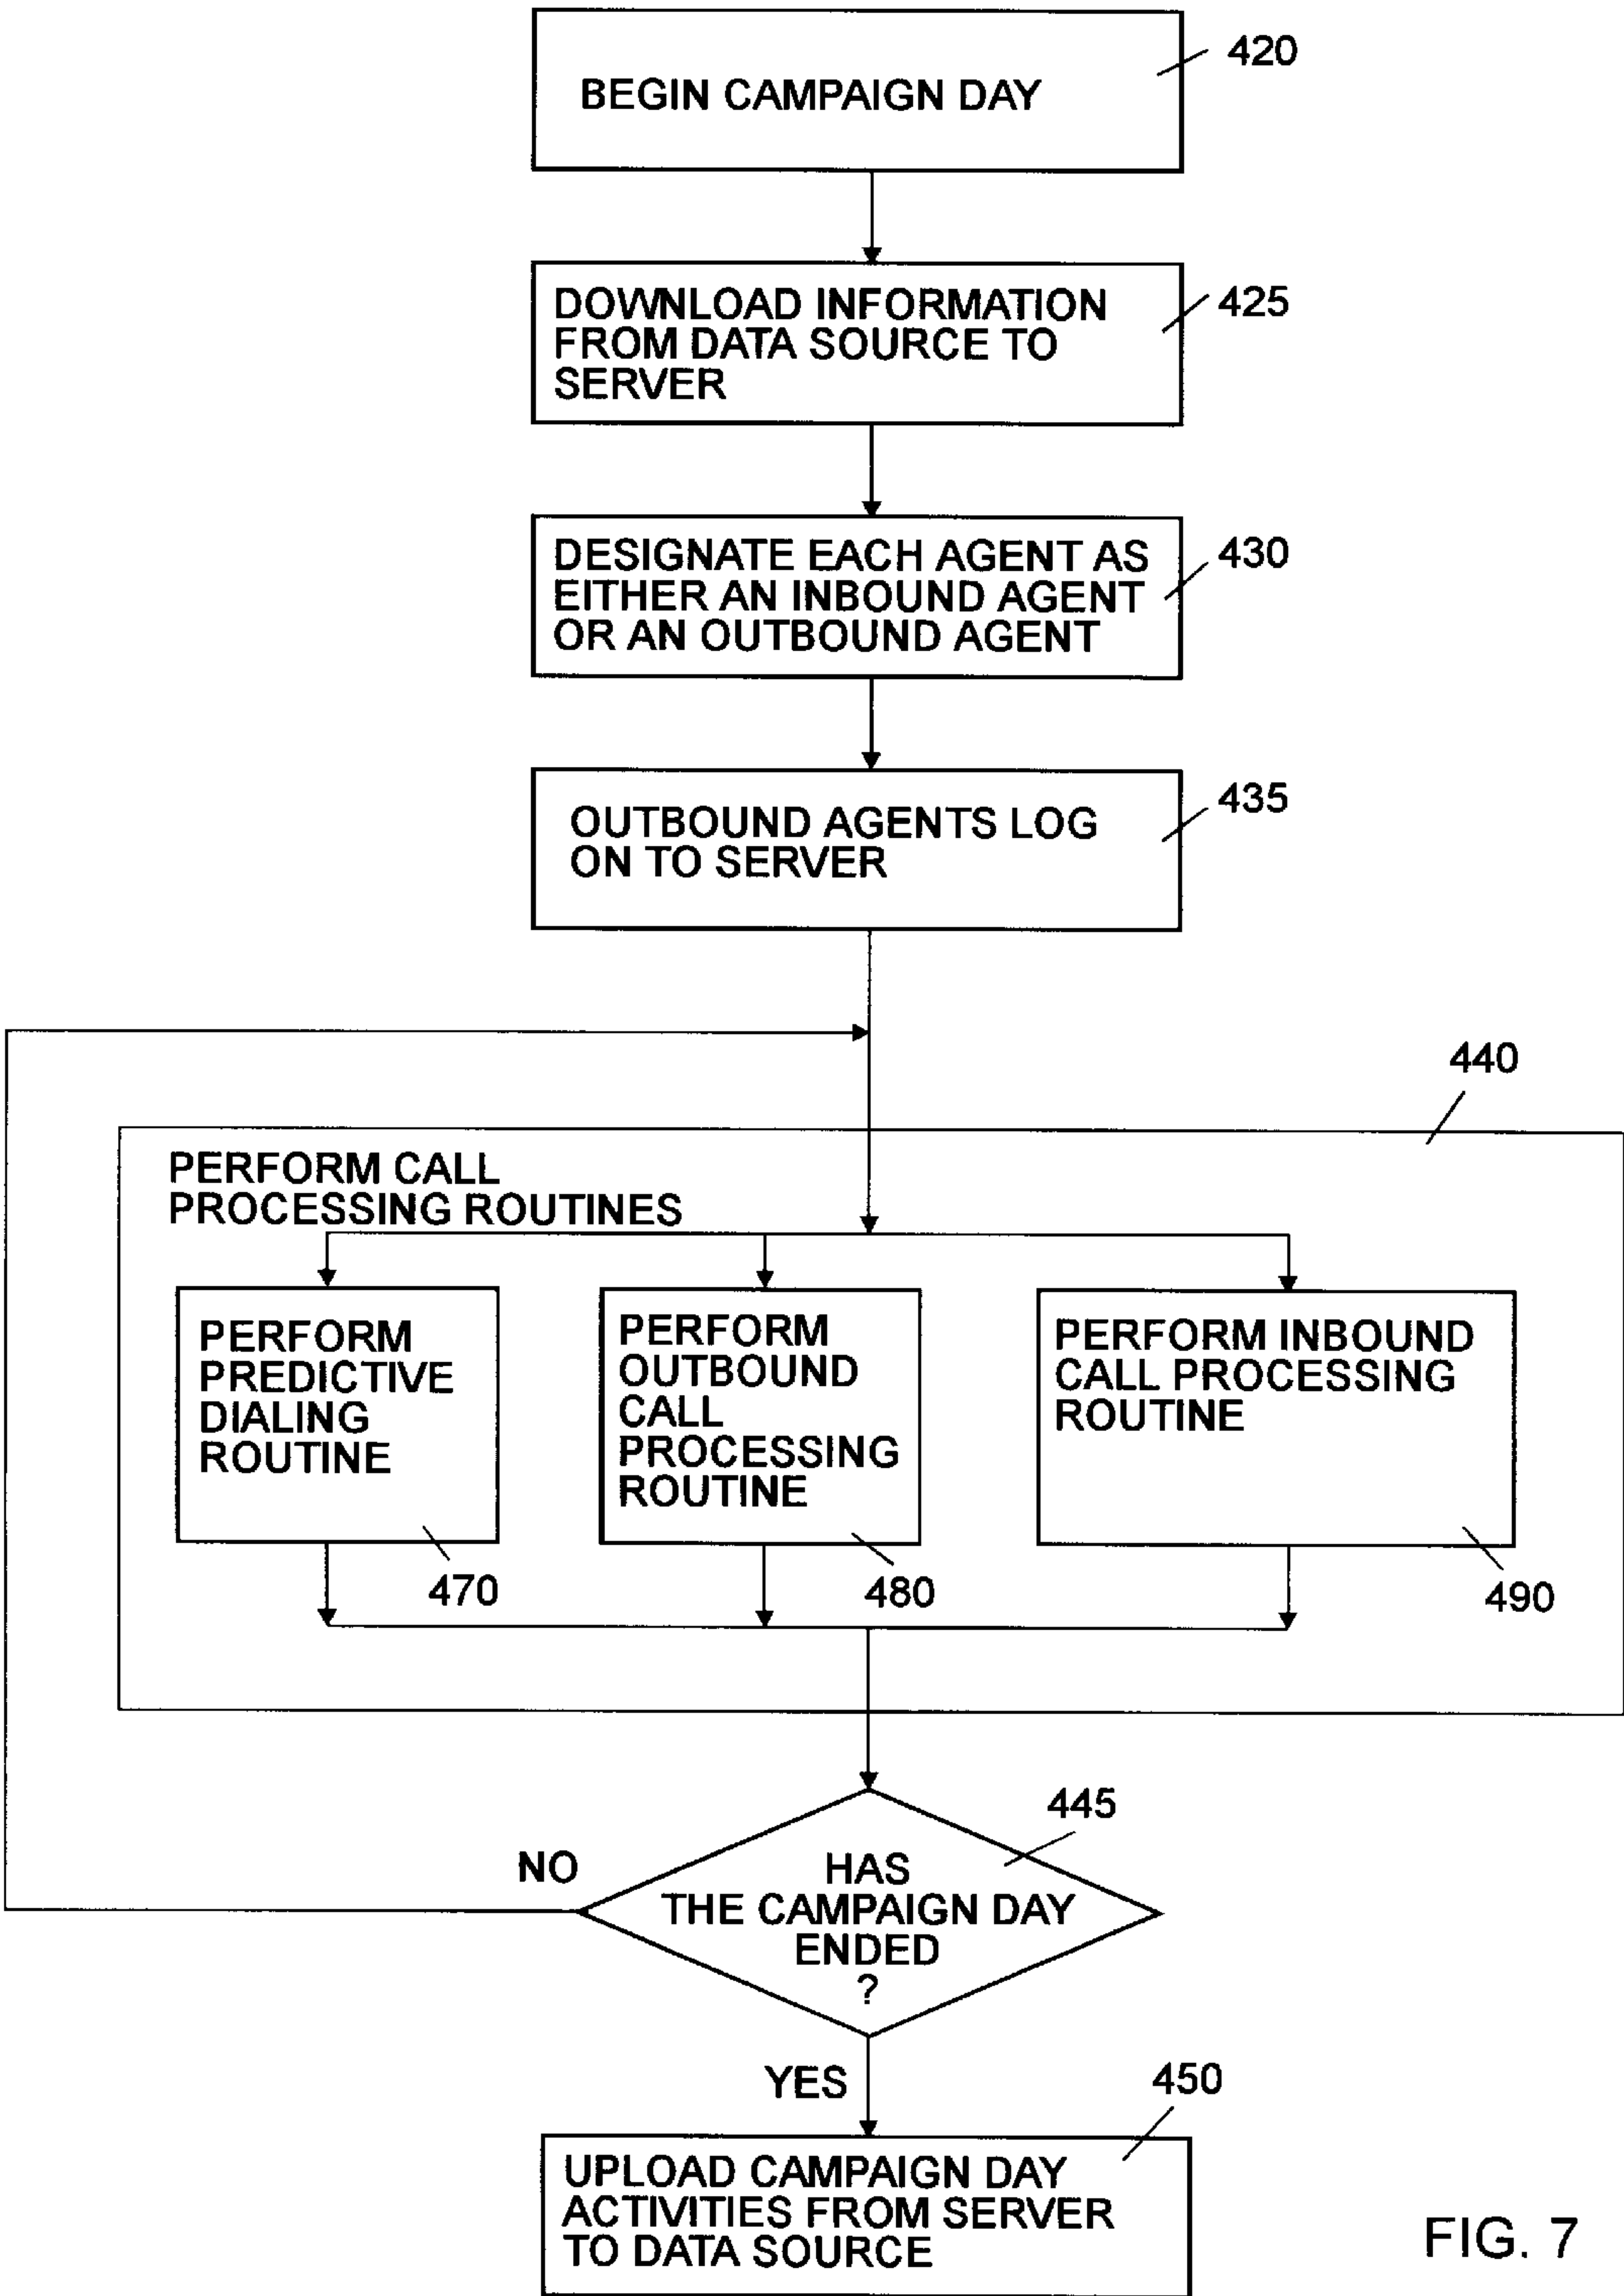 420
BEGIN CAMPAIGN DAY
425
DOWNLOAD INFORMATION
FROM DATA SOURCE TO
SERVER
430
DESIGNATE EACH AGENT AS
EITHER AN INBOUND AGENT
OR AN OUTBOUND AGENT
435
OUTBOUND AGENTS LOG
ON TO SERVER
440
PERFORM CALL
PROCESSING ROUTINES
PERFORM
PREDICTIVE
DIALING
ROUTINE
470
PERFORM
OUTBOUND
CALL
PROCESSING
ROUTINE
480
PERFORM INBOUND
CALL PROCESSING
ROUTINE
490
445
NO
HAS
THE CAMPAIGN DAY
ENDED
?
YES
450
UPLOAD CAMPAIGN DAY
ACTIVITIES FROM SERVER
TO DATA SOURCE
FIG. 7